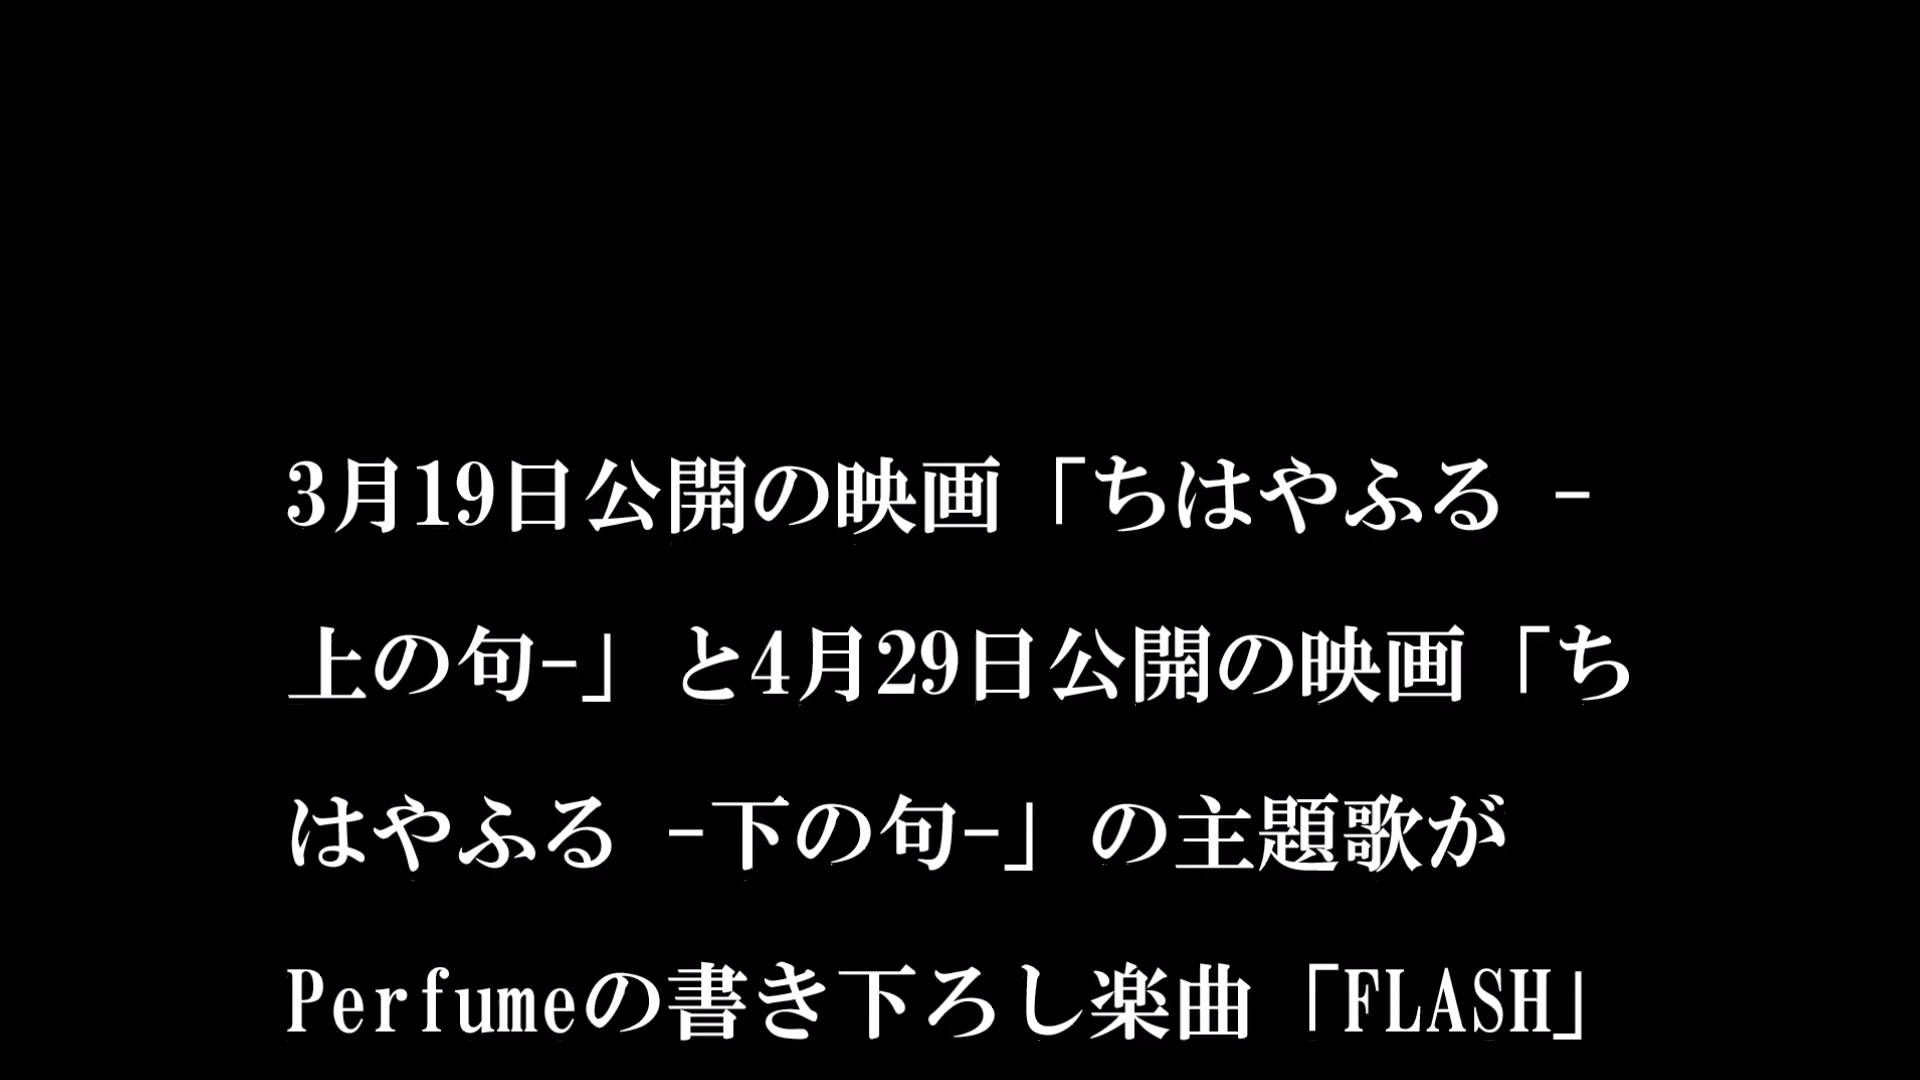 3月19日公開の映画「ちはやふる -
上の句-」と4月29日公開の映画「ち
はやふる -下の句-」の主題歌が
Perfumeの書き下ろし楽曲「FLASH」